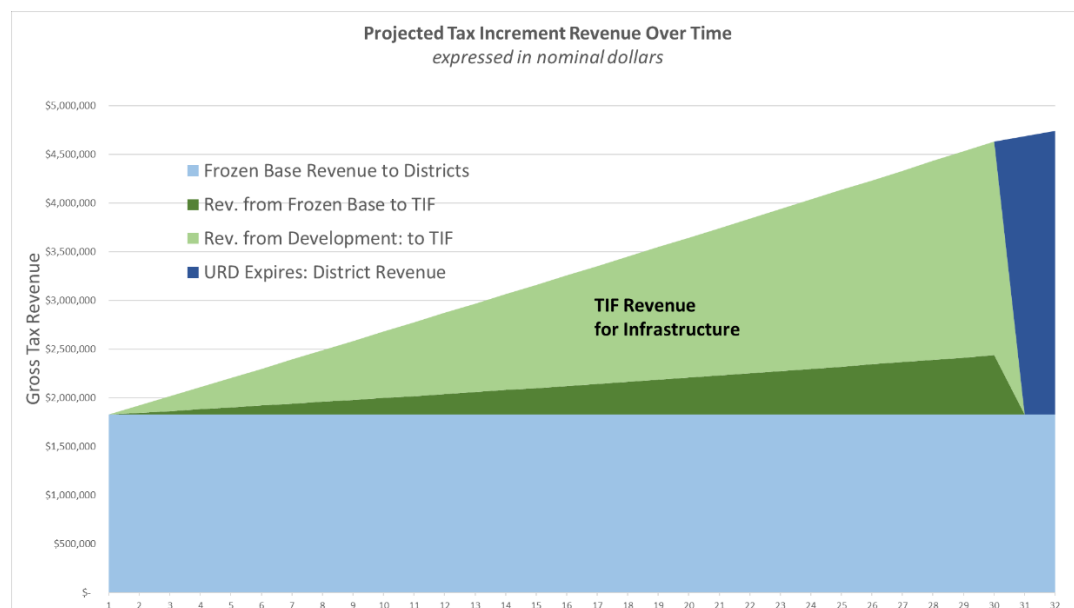 Projected Tax Increment Revenue Over Time
expressed in nominal dollars
$5,000,000
$4,500,000
$4,000,000
$3,500,000
$3,000,000
$2,500,000
$2,000,000
$1,500,000
$1,000,000
$500,000
$-
Gross Tax Revenue
Frozen Base Revenue to Districts
Rev. from Frozen Base to TIF
Rev. from Development: to TIF
URD Expires: District Revenue
TIF Revenue
for Infrastructure
1 2 3 4 5 6 7 8 9 10 11 12 13 14 15 16 17 18 19 20 21 22 23 24 25 26 27 28 29 30 31 32